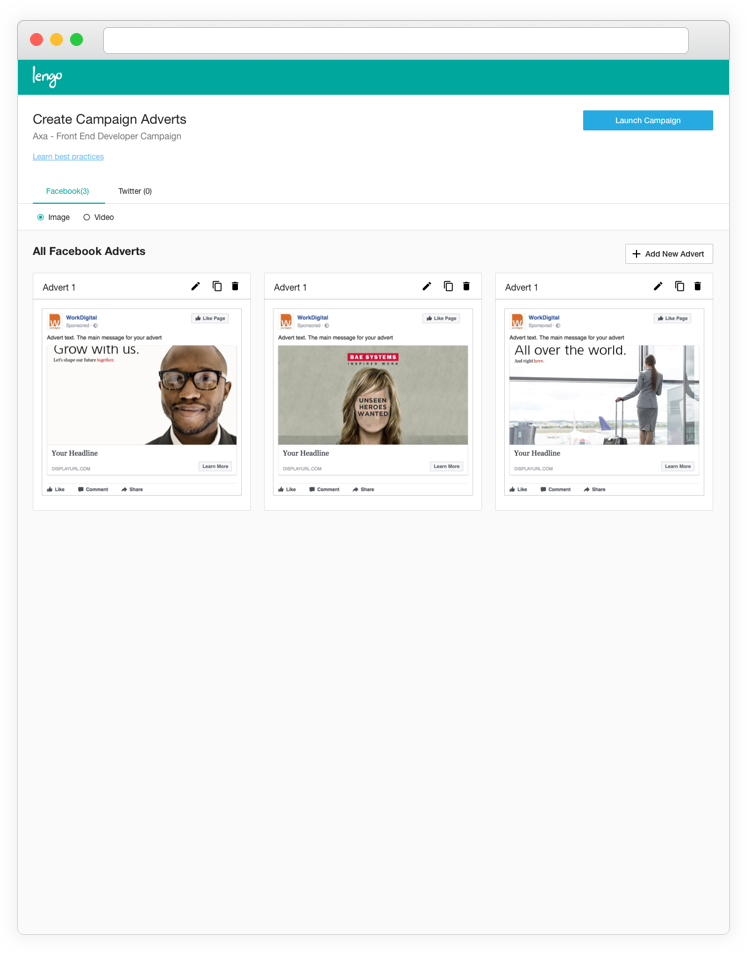 lengo
Create Campaign Adverts
Launch Campaign
Axa - Front End Developer Campaign
Learn best practices
Facebook(3)
Twitter (0)
Image
Video
All Facebook Adverts
Add New Advert
Advert 1
WorkDigital
Sponsored ·
Like Page
Advert text. The main message for your advert
Grow with us.
Let's shape our future together.
Your Headline
DISPLAYURL.COM
Learn More
Like
Comment
Share
Advert 1
WorkDigital
Sponsored ·
Like Page
Advert text. The main message for your advert
BAE SYSTEMS
INSPIRED WORK
UNSEEN
HEROES
WANTED
Your Headline
DISPLAYURL.COM
Learn More
Like
Comment
Share
Advert 1
WorkDigital
Sponsored ·
Like Page
Advert text. The main message for your advert
All over the world.
And right here.
Your Headline
DISPLAYURL.COM
Learn More
Like
Comment
Share